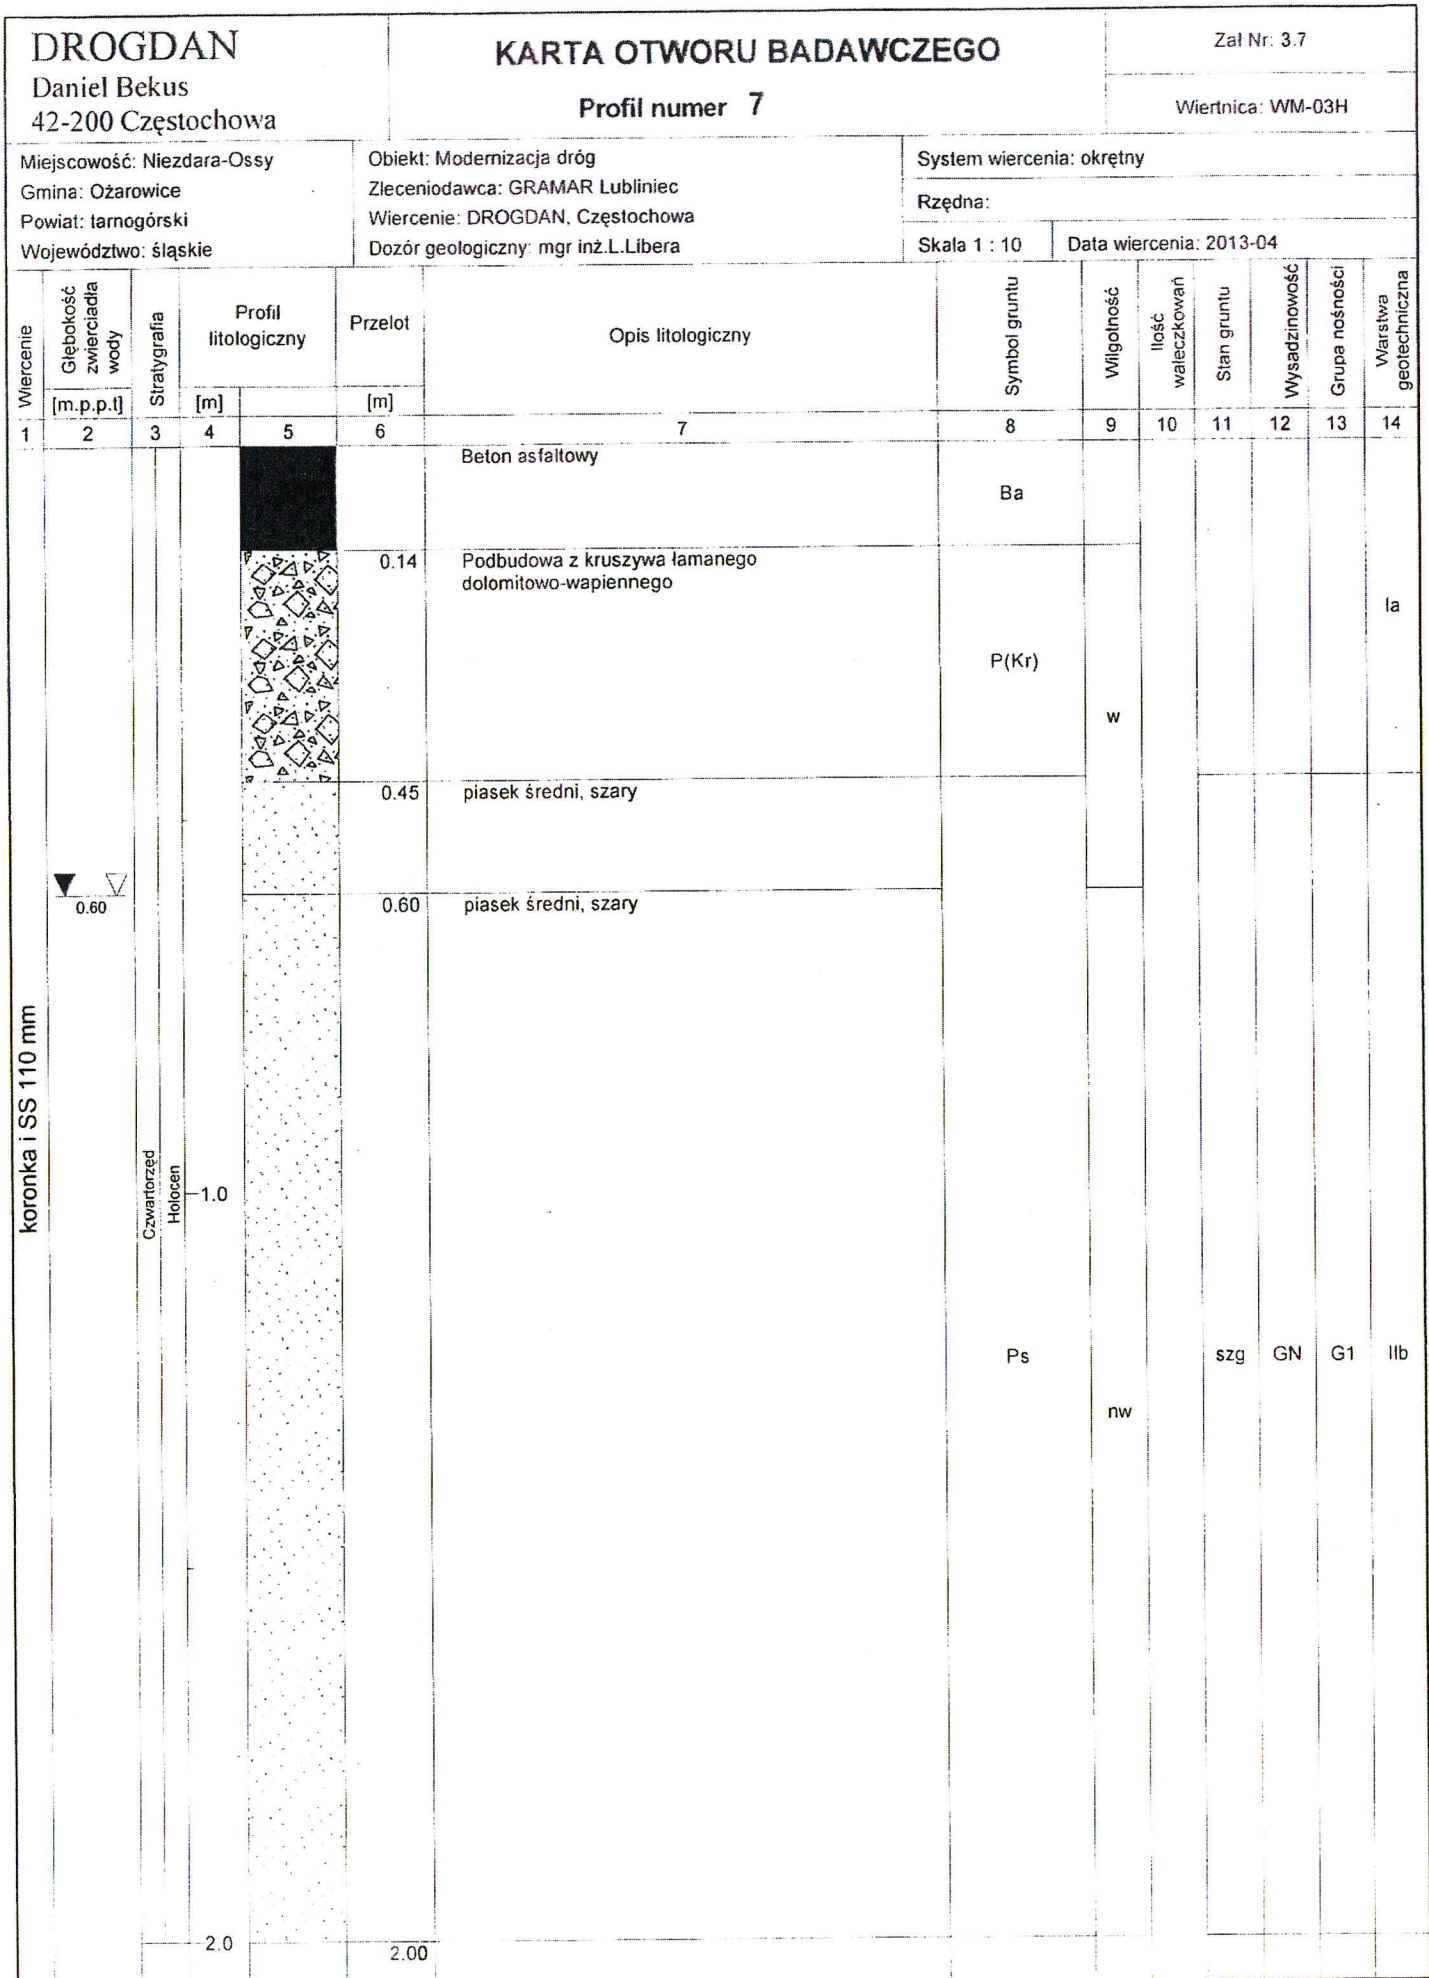 DROGDAN
Daniel Bekus
42-200 Częstochowa
KARTA OTWORU BADAWCZEGO
Profil numer 7
Zał Nr: 3.7
Wiertnica: WM-03H
Miejscowość: Niezdara-Ossy
Gmina: Ożarowice
Powiat: tarnogórski
Województwo: śląskie
Obiekt: Modernizacja dróg
Zleceniodawca: GRAMAR Lubliniec
Wiercenie: DROGDAN, Częstochowa
Dozór geologiczny: mgr inż.L.Libera
System wiercenia: okrętny
Rzędna:
Skala 1 : 10
Data wiercenia: 2013-04
Wiercenie
Głębokość
zwierciadła
wody
[m.p.p.t]
Stratygrafia
Profil
litologiczny
[m]
Przelot
[m]
Opis litologiczny
Symbol gruntu
Wilgotność
Ilość
wałeczkowań
Stan gruntu
Wysadzinowość
Grupa nośności
Warstwa
geotechniczna
1 2 3 4 5 6 7 8 9 10 11 12 13 14
Beton asfaltowy
Ba
0.14 Podbudowa z kruszywa łamanego
dolomitowo-wapiennego
Ia
P(Kr)
w
0.45 piasek średni, szary
0.60
0.60 piasek średni, szary
koronka i SS 110 mm
Czwartorzęd
Holocen
1.0
Ps szg GN G1 IIb
nw
2.0 2.00